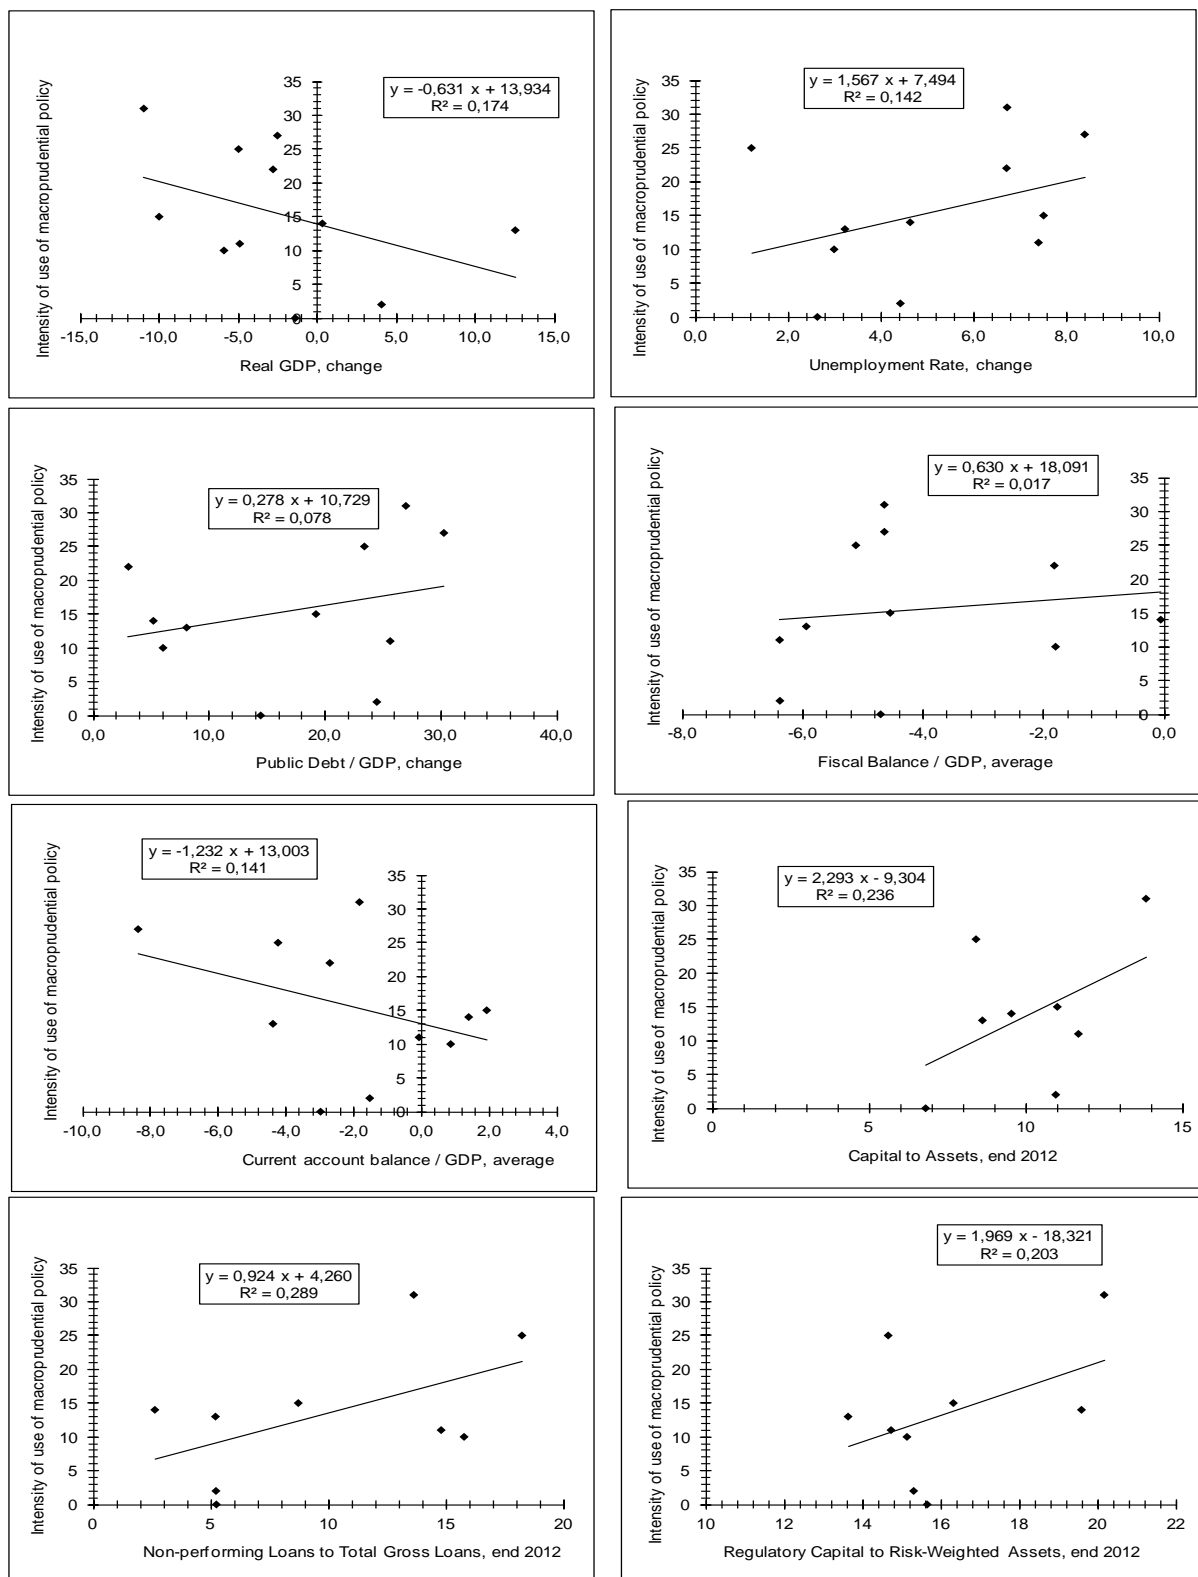 Intensity of use of macroprudential policy
y = -0,631 x + 13,934
R² = 0,174
35
30
25
20
15
10
5
0
-15,0 -10,0 -5,0 0,0 5,0 10,0 15,0
Real GDP, change
Intensity of use of macroprudential policy
y = 1,567 x + 7,494
R² = 0,142
35
30
25
20
15
10
5
0
0,0 2,0 4,0 6,0 8,0 10,0
Unemployment Rate, change
Intensity of use of macroprudential policy
y = 0,278 x + 10,729
R² = 0,078
35
30
25
20
15
10
5
0
0,0 10,0 20,0 30,0 40,0
Public Debt / GDP, change
Intensity of use of macroprudential policy
y = 0,630 x + 18,091
R² = 0,017
35
30
25
20
15
10
5
0
-8,0 -6,0 -4,0 -2,0 0,0
Fiscal Balance / GDP, average
Intensity of use of macroprudential policy
y = -1,232 x + 13,003
R² = 0,141
35
30
25
20
15
10
5
0
-10,0 -8,0 -6,0 -4,0 -2,0 0,0 2,0 4,0
Current account balance / GDP, average
Intensity of use of macroprudential policy
y = 2,293 x - 9,304
R² = 0,236
35
30
25
20
15
10
5
0
0 5 10 15
Capital to Assets, end 2012
Intensity of use of macroprudential policy
y = 0,924 x + 4,260
R² = 0,289
35
30
25
20
15
10
5
0
0 5 10 15 20
Non-performing Loans to Total Gross Loans, end 2012
Intensity of use of macroprudential policy
y = 1,969 x - 18,321
R² = 0,203
35
30
25
20
15
10
5
0
10 12 14 16 18 20 22
Regulatory Capital to Risk-Weighted Assets, end 2012